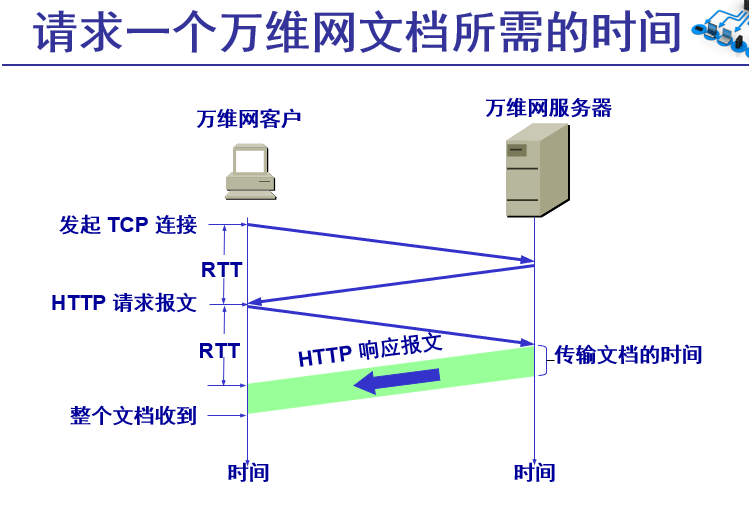 请求一个万维网文档所需的时间
万维网客户
万维网服务器
发起 TCP 连接
RTT
HTTP 请求报文
RTT
HTTP 响应报文
传输文档的时间
整个文档收到
时间
时间